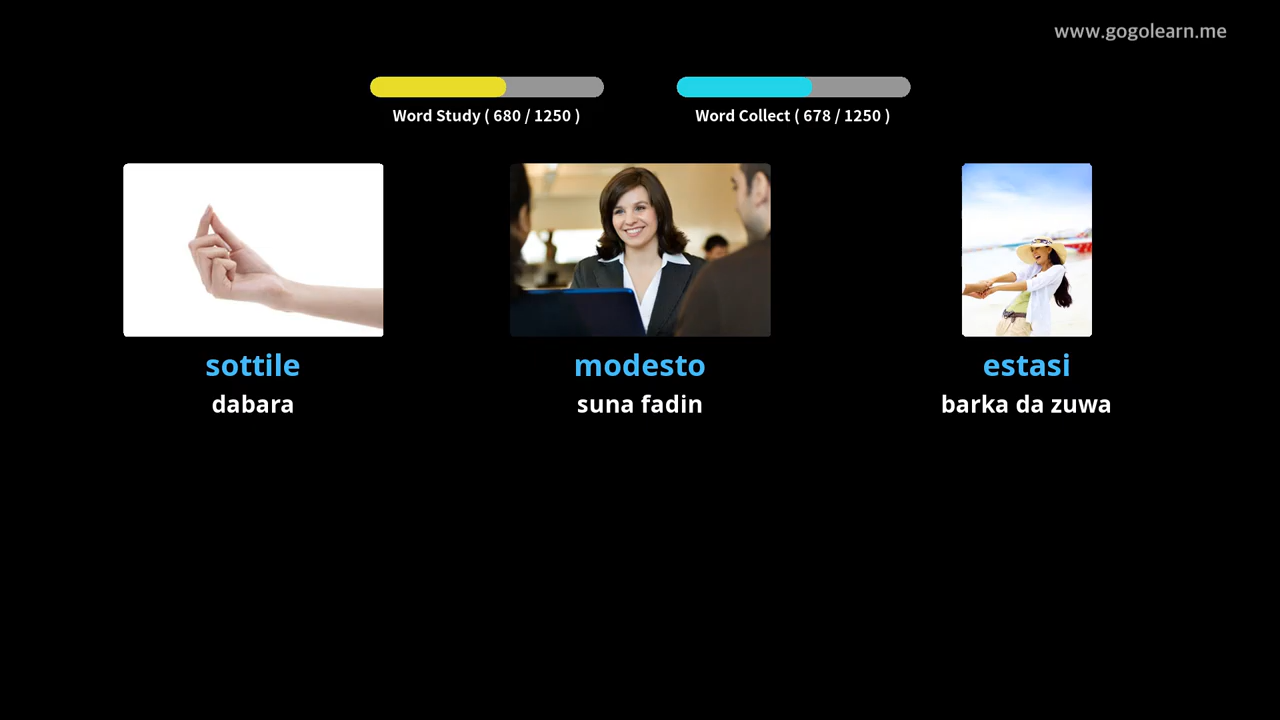 www.gogolearn.me
Word Study ( 680 / 1250 )
Word Collect ( 678 / 1250 )
sottile
dabara
modesto
suna fadin
estasi
barka da zuwa